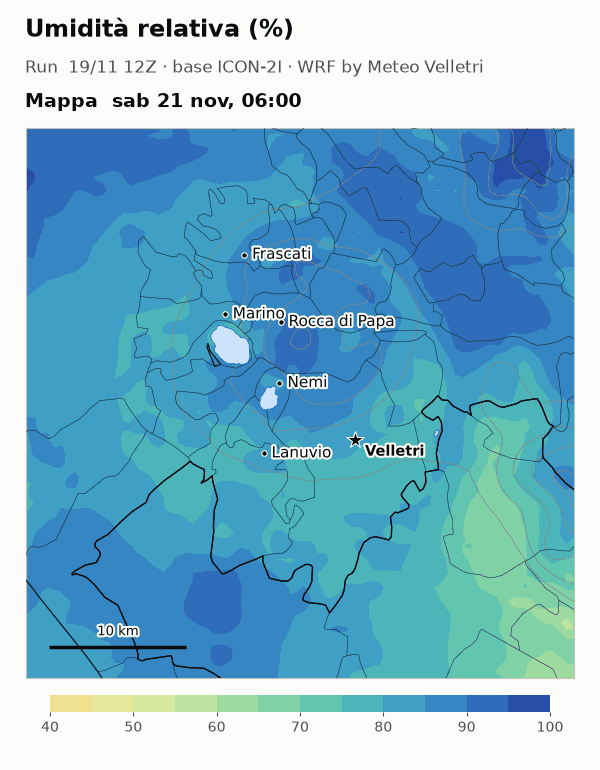 Umidità relativa (%)
Run  19/11 12Z · base ICON-2I · WRF by Meteo Velletri
Mappa  sab 21 nov, 06:00
Frascati
Marino
Rocca di Papa
Nemi
Velletri
Lanuvio
10 km
40 50 60 70 80 90 100